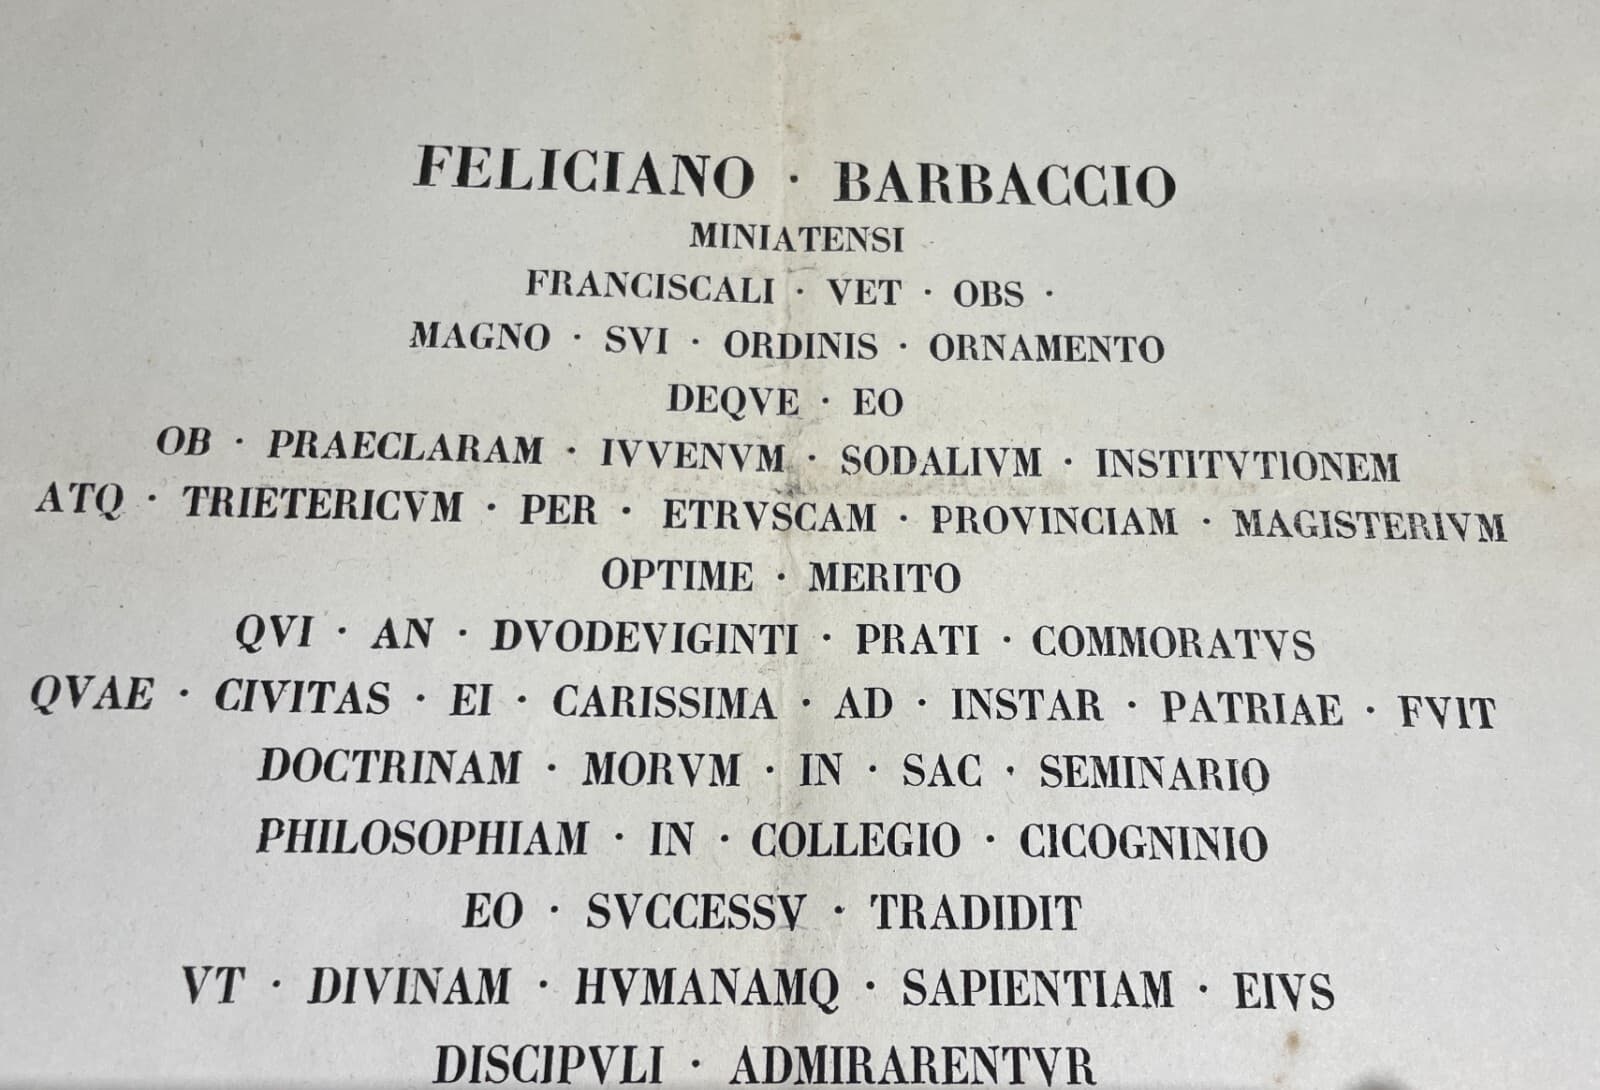 FELICIANO · BARBACCIO
MINIATENSI
FRANCISCALI · VET · OBS ·
MAGNO · SVI · ORDINIS · ORNAMENTO
DEQVE · EO
OB · PRAECLARAM · IVVENVM · SODALIVM · INSTITVTIONEM
ATQ · TRIETERICVM · PER · ETRVSCAM · PROVINCIAM · MAGISTERIVM
OPTIME · MERITO
QVI · AN · DVODEVIGINTI · PRATI · COMMORATVS
QVAE · CIVITAS · EI · CARISSIMA · AD · INSTAR · PATRIAE · FVIT
DOCTRINAM · MORVM · IN · SAC · SEMINARIO
PHILOSOPHIAM · IN · COLLEGIO · CICOGNINIO
EO · SVCCESSV · TRADIDIT
VT · DIVINAM · HVMANAMQ · SAPIENTIAM · EIVS
DISCIPVLI · ADMIRARENTVR